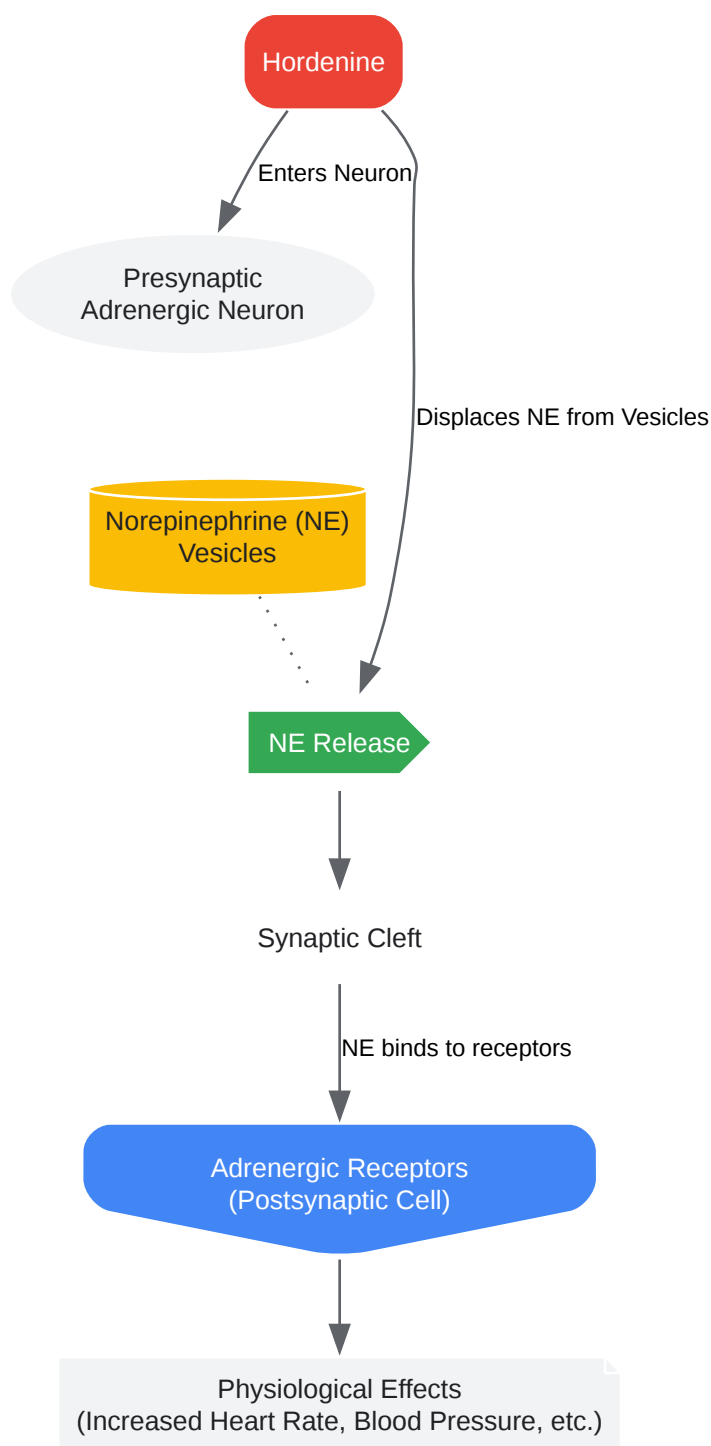 Hordenine
Enters Neuron
Presynaptic
Adrenergic Neuron
Displaces NE from Vesicles
Norepinephrine (NE)
Vesicles
NE Release
Synaptic Cleft
NE binds to receptors
Adrenergic Receptors
(Postsynaptic Cell)
Physiological Effects
(Increased Heart Rate, Blood Pressure, etc.)